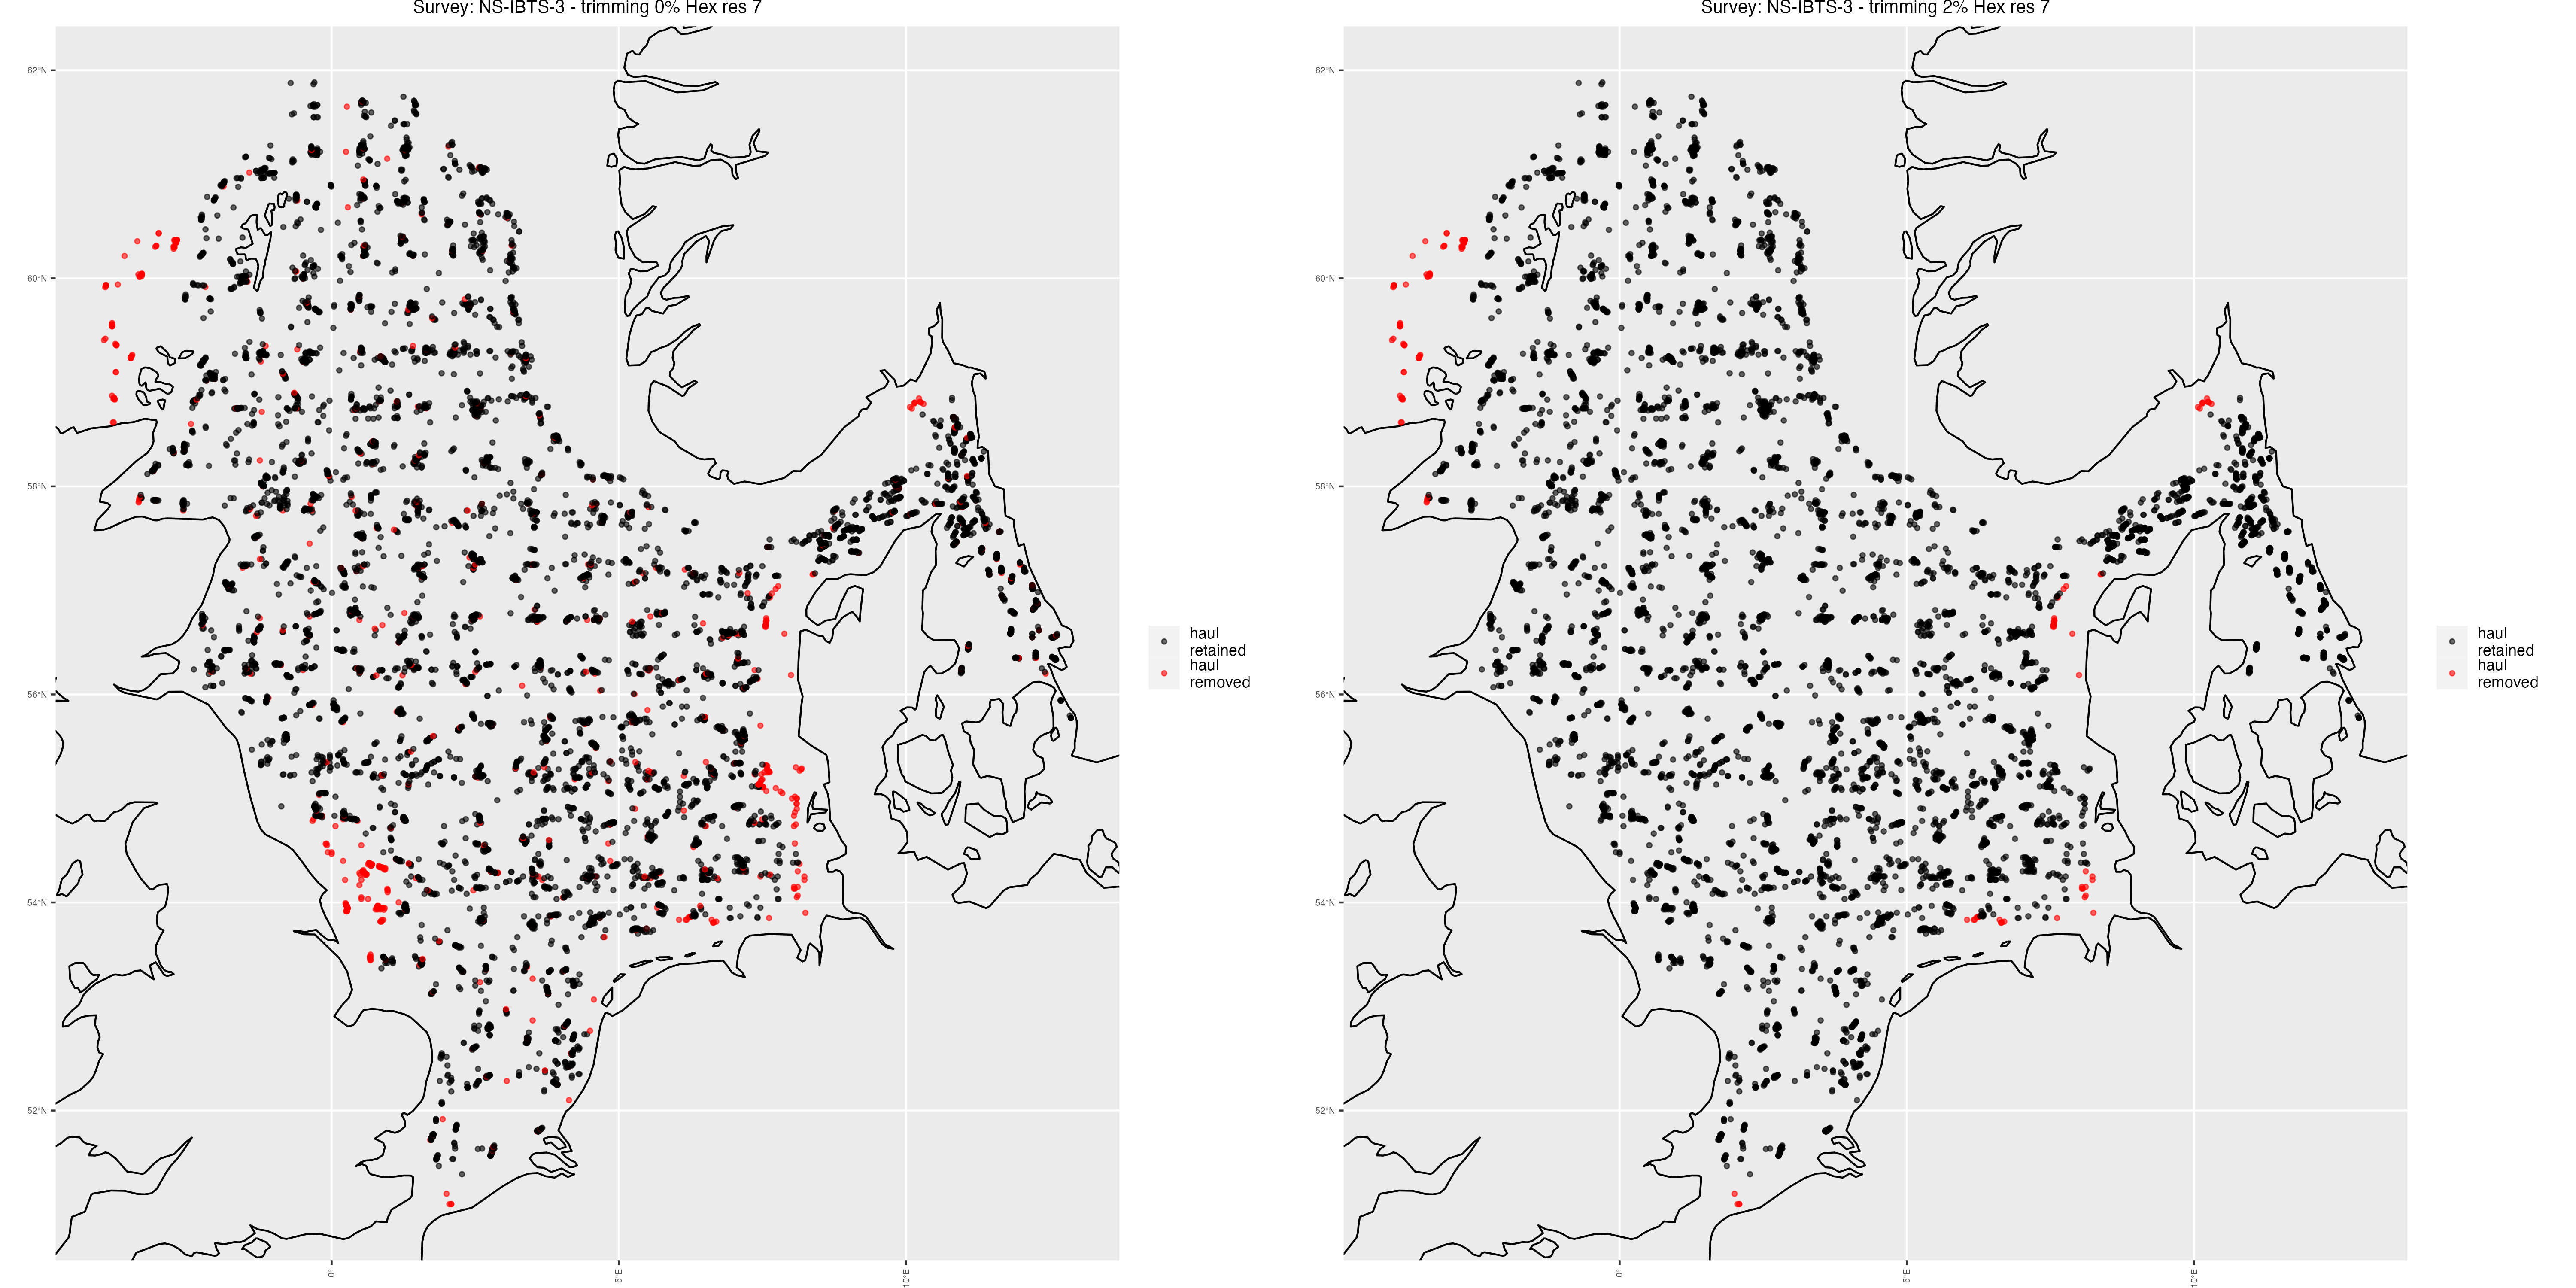 Survey: NS-IBTS-3 - trimming 0% Hex res 7
62°N
60°N
58°N
56°N
54°N
52°N
0°
5°E
10°E
haul
retained
haul
removed
Survey: NS-IBTS-3 - trimming 2% Hex res 7
62°N
60°N
58°N
56°N
54°N
52°N
0°
5°E
10°E
haul
retained
haul
removed